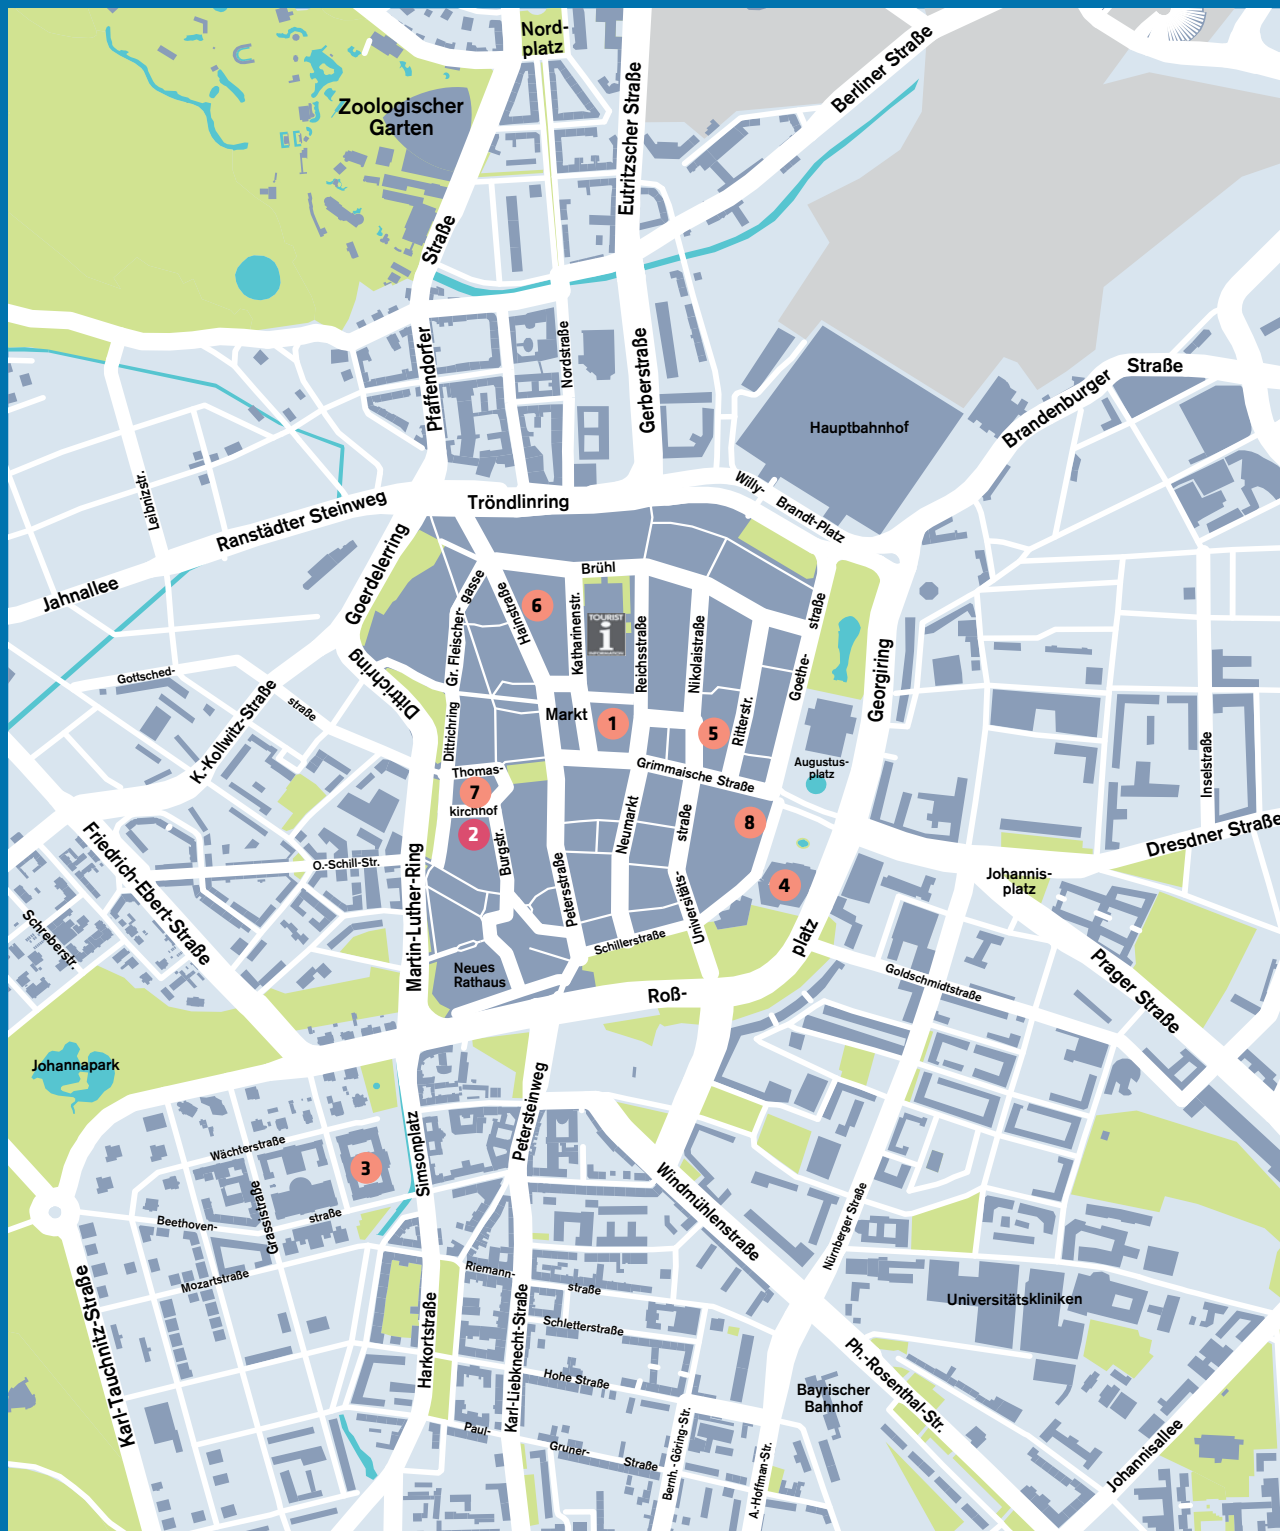 Nord-
platz
Berliner Straße
Zoologischer
Garten
Eutritzscher Straße
Straße
Pfaffendorfer
Nordstraße
Gerberstraße
Hauptbahnhof
Brandenburger
Straße
Leibnizstr.
Ranstädter Steinweg
Tröndlinring
Willy-
Brandt-Platz
Jahnallee
Goerdelerring
Brühl
Gr. Fleischer-
gasse
Hainstraße
6
Katharinenstr.
TOURIST
i
INFORMATION
Reichsstraße
Nikolaistraße
Goethe-
straße
Georgiring
Gottsched-
straße
Dittrichring
K.-Kollwitz-Straße
Dittrichring
Markt
1
5
Ritterstr.
Grimmaische Straße
Augustus-
platz
Inselstraße
Thomas-
7
kirchhof
2
Burgstr.
Petersstraße
Neumarkt
Universitäts-
straße
8
4
Dresdner Straße
Johannis-
platz
Friedrich-Ebert-Straße
O.-Schill-Str.
Martin-Luther-Ring
Schreberstr.
Schillerstraße
Neues
Rathaus
Roß-
platz
Goldschmidtstraße
Prager Straße
Johannapark
Petersteinweg
Simsonplatz
Wächterstraße
3
Grassistraße
Beethoven-
straße
Mozartstraße
Windmühlenstraße
Nürnberger Straße
Karl-Tauchnitz-Straße
Harkortstraße
Riemann-
straße
Karl-Liebknecht-Straße
Schletterstraße
Hohe Straße
Universitätskliniken
Ph.-Rosenthal-Str.
Bayrischer
Bahnhof
Paul-
Gruner-
Straße
Bernh.-Göring-Str.
A.-Hoffman-Str.
Johannisallee